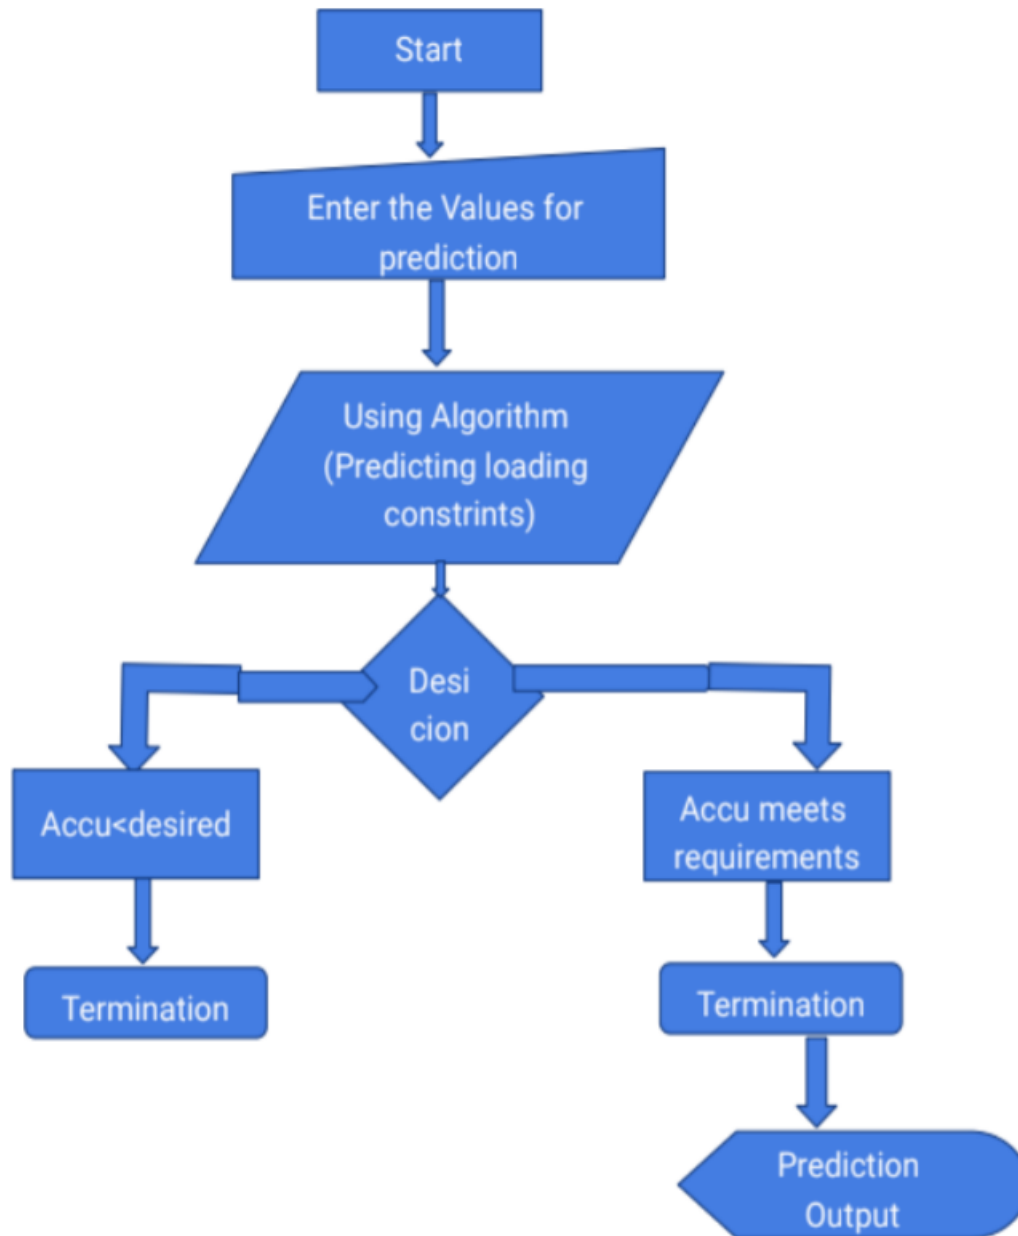 Start
Enter the Values for
prediction
Using Algorithm
(Predicting loading
constrints)
Desi
cion
Accu<desired
Accu meets
requirements
Termination
Termination
Prediction
Output